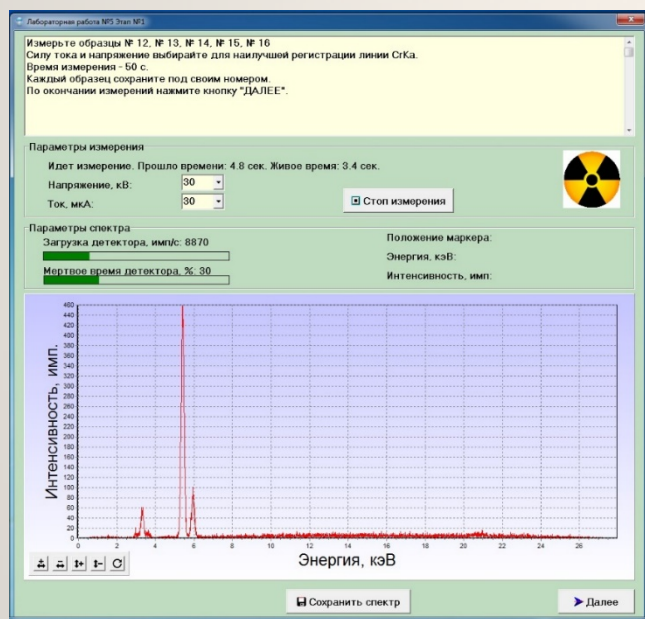 Лабораторная работа №5 Этап №1
Измерьте образцы № 12, № 13, № 14, № 15, № 16
Силу тока и напряжение выбирайте для наилучшей регистрации линии CrKa.
Время измерения - 50 с.
Каждый образец сохраните под своим номером.
По окончании измерений нажмите кнопку "ДАЛЕЕ".
Параметры измерения
Идет измерение. Прошло времени: 4.8 сек. Живое время: 3.4 сек.
Напряжение, кВ: 30
Ток, мкА: 30
Стоп измерения
Параметры спектра
Загрузка детектора, имп/с: 8870
Мертвое время детектора, %: 30
Положение маркера:
Энергия, кэВ:
Интенсивность, имп:
Интенсивность, имп.
460
440
420
400
380
360
340
320
300
280
260
240
220
200
180
160
140
120
100
80
60
40
20
0
0 2 4 6 8 10 12 14 16 18 20 22 24 26
Энергия, кэВ
Сохранить спектр
Далее